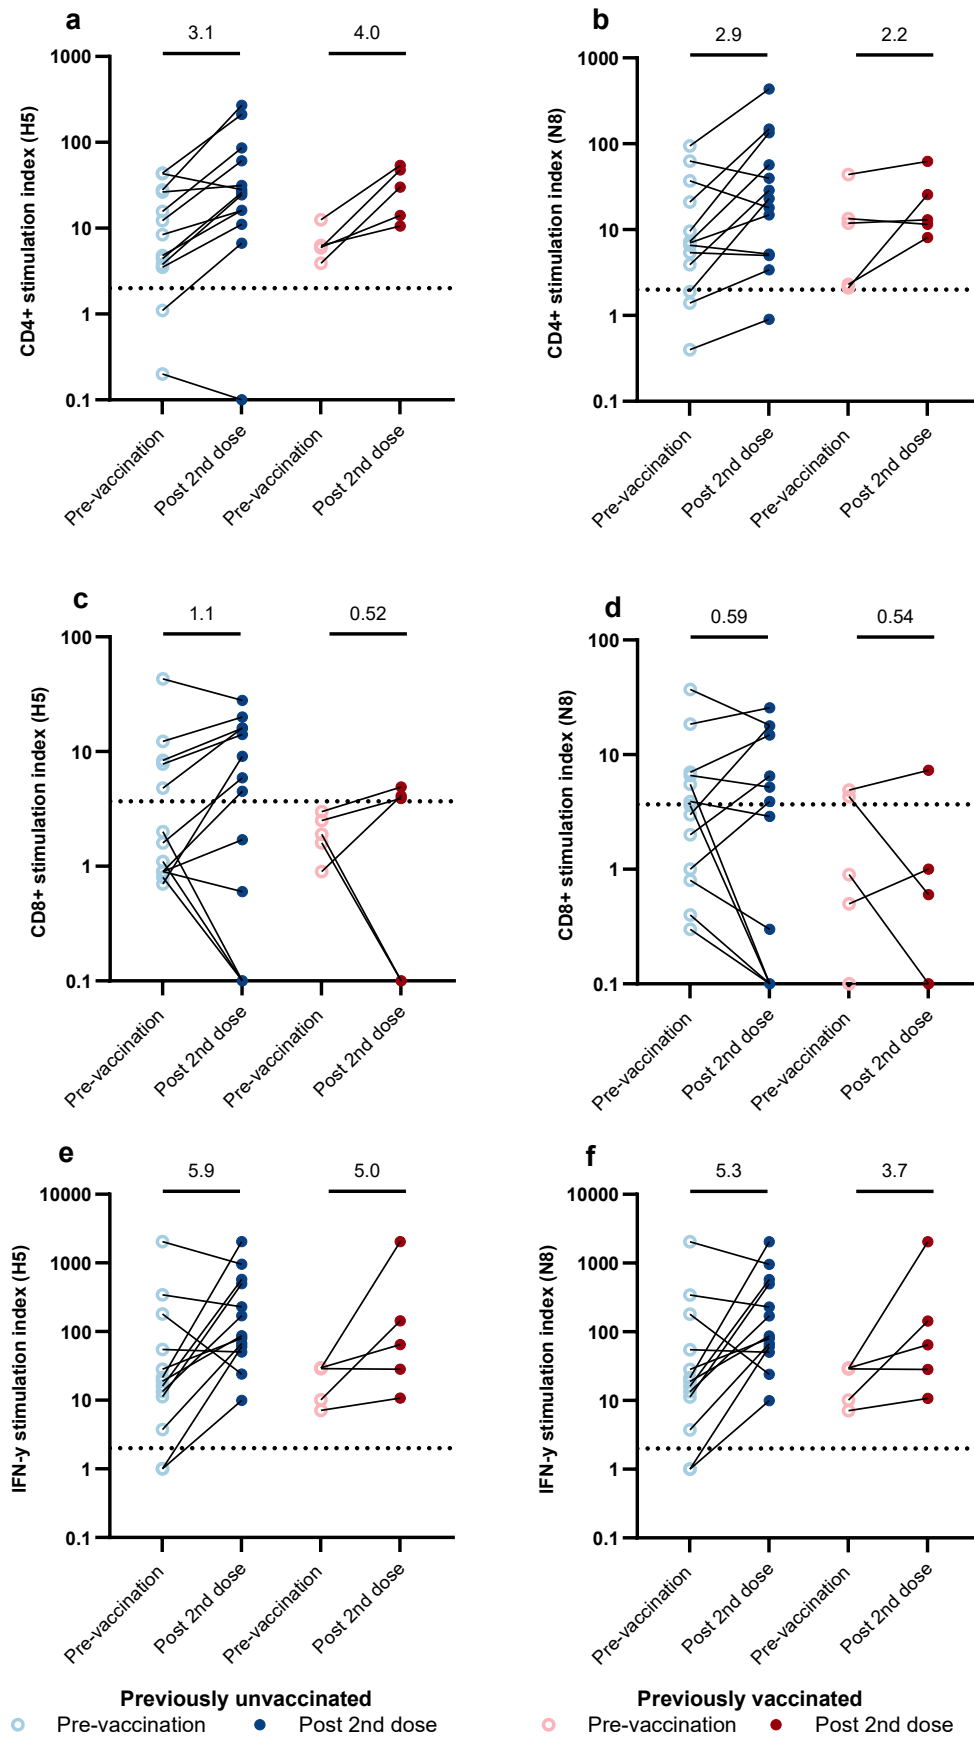 a
3.1 4.0
CD4+ stimulation index (H5)
1000
100
10
1
0.1
Pre-vaccination
Post 2nd dose
Pre-vaccination
Post 2nd dose
b
2.9 2.2
CD4+ stimulation index (N8)
1000
100
10
1
0.1
Pre-vaccination
Post 2nd dose
Pre-vaccination
Post 2nd dose
c
1.1 0.52
CD8+ stimulation index (H5)
100
10
1
0.1
Pre-vaccination
Post 2nd dose
Pre-vaccination
Post 2nd dose
d
0.59 0.54
CD8+ stimulation index (N8)
100
10
1
0.1
Pre-vaccination
Post 2nd dose
Pre-vaccination
Post 2nd dose
e
5.9 5.0
IFN-y stimulation index (H5)
10000
1000
100
10
1
0.1
Pre-vaccination
Post 2nd dose
Pre-vaccination
Post 2nd dose
f
5.3 3.7
IFN-y stimulation index (N8)
10000
1000
100
10
1
0.1
Pre-vaccination
Post 2nd dose
Pre-vaccination
Post 2nd dose
Previously unvaccinated
Pre-vaccination Post 2nd dose
Previously vaccinated
Pre-vaccination Post 2nd dose